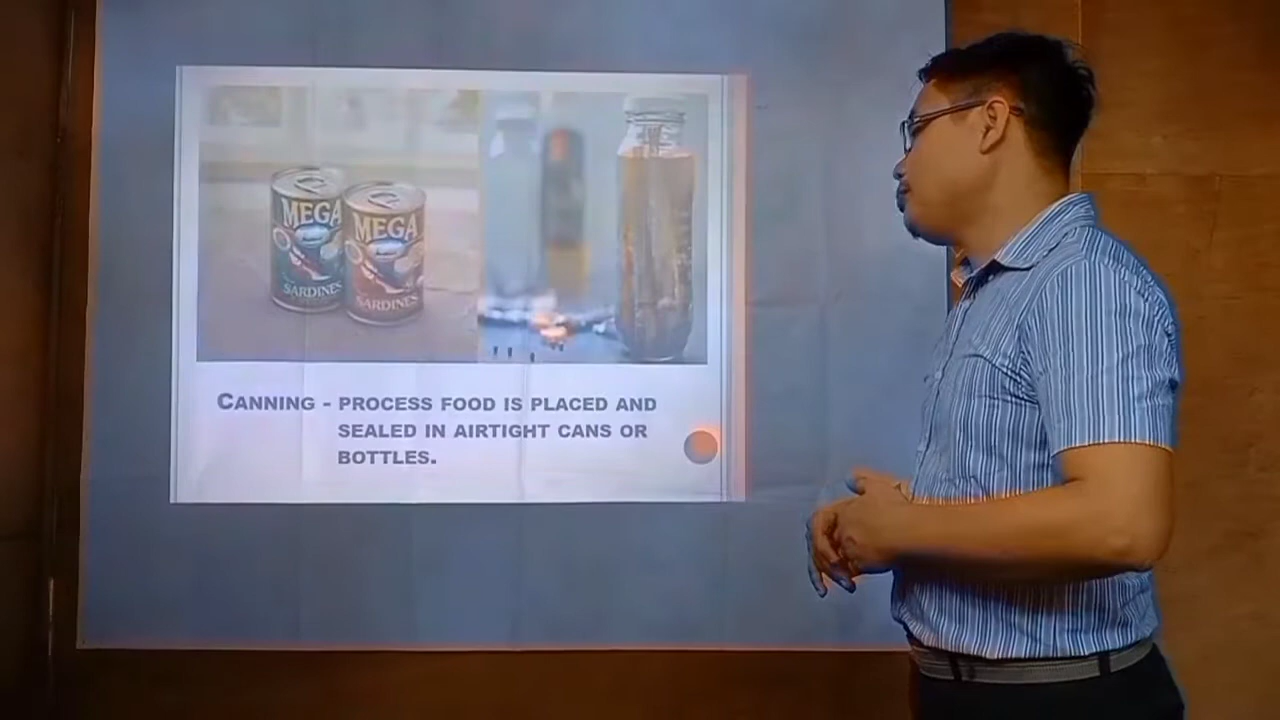 MEGA
SARDINES
MEGA
SARDINES
CANNING - PROCESS FOOD IS PLACED AND
SEALED IN AIRTIGHT CANS OR
BOTTLES.